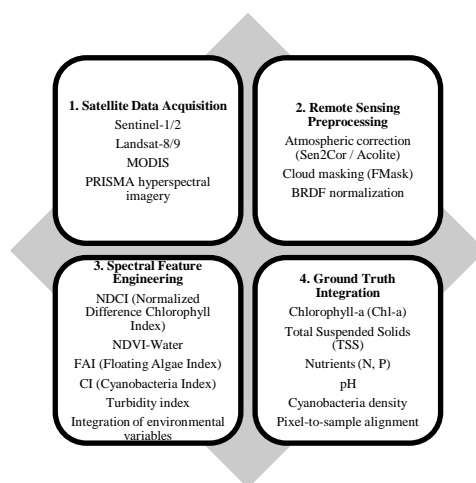 1. Satellite Data Acquisition
Sentinel-1/2
Landsat-8/9
MODIS
PRISMA hyperspectral
imagery
2. Remote Sensing
Preprocessing
Atmospheric correction
(Sen2Cor / Acolite)
Cloud masking (FMask)
BRDF normalization
3. Spectral Feature
Engineering
NDCI (Normalized
Difference Chlorophyll
Index)
NDVI-Water
FAI (Floating Algae Index)
CI (Cyanobacteria Index)
Turbidity index
Integration of environmental
variables
4. Ground Truth
Integration
Chlorophyll-a (Chl-a)
Total Suspended Solids
(TSS)
Nutrients (N, P)
pH
Cyanobacteria density
Pixel-to-sample alignment